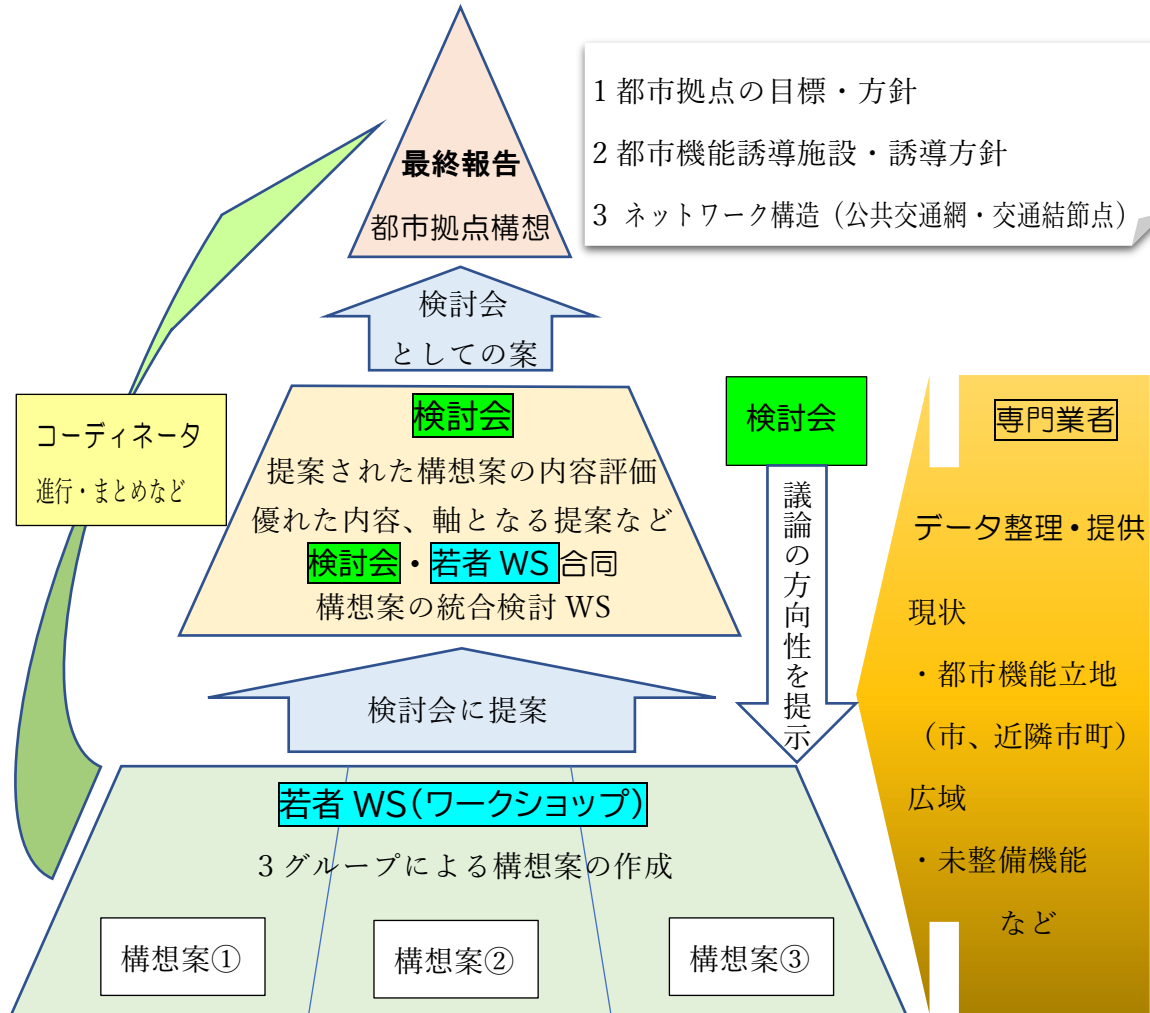 1 都市拠点の目標・方針
2 都市機能誘導施設・誘導方針
3 ネットワーク構造（公共交通網・交通結節点）
最終報告
都市拠点構想
検討会
としての案
コーディネータ
進行・まとめなど
検討会
提案された構想案の内容評価
優れた内容、軸となる提案など
検討会・若者 WS 合同
構想案の統合検討 WS
検討会
議論の方向性を提示
専門業者
データ整理・提供
現状
・都市機能立地
（市、近隣市町）
広域
・未整備機能
など
検討会に提案
若者 WS（ワークショップ）
3 グループによる構想案の作成
構想案①
構想案②
構想案③